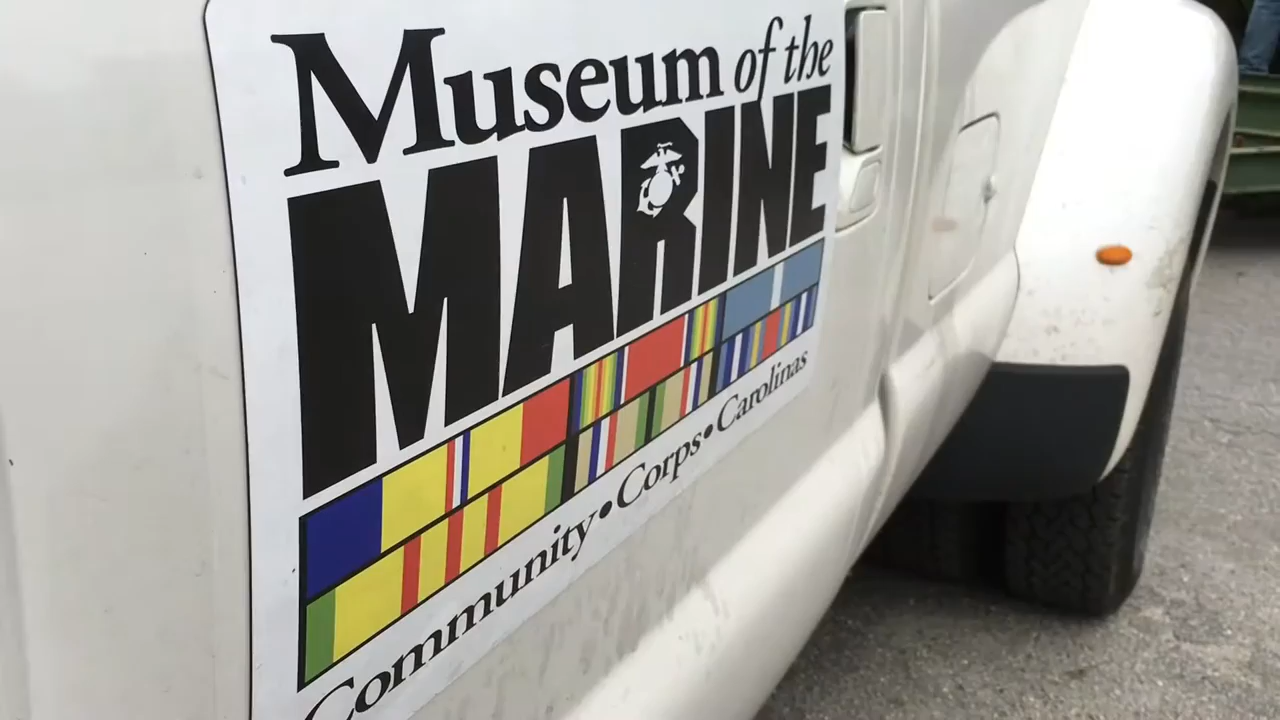 Museum of the
MARINE
Community • Corps • Carolinas